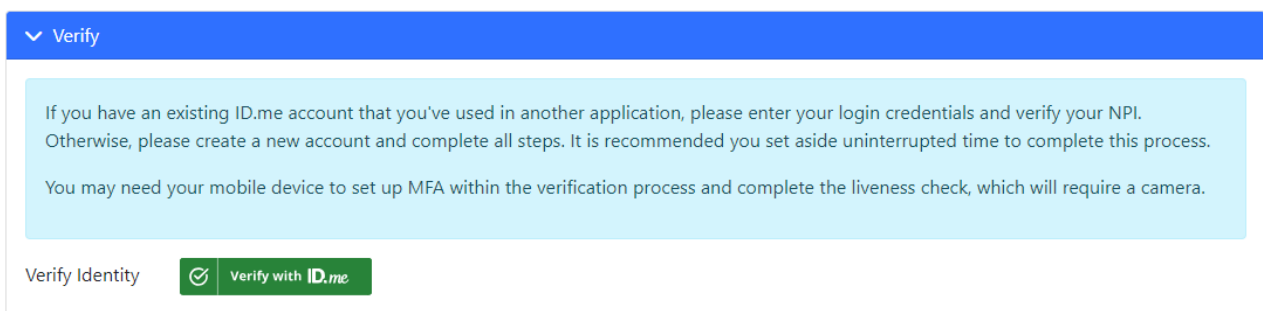 Verify
If you have an existing ID.me account that you've used in another application, please enter your login credentials and verify your NPI.
Otherwise, please create a new account and complete all steps. It is recommended you set aside uninterrupted time to complete this process.
You may need your mobile device to set up MFA within the verification process and complete the liveness check, which will require a camera.
Verify Identity Verify with ID.me